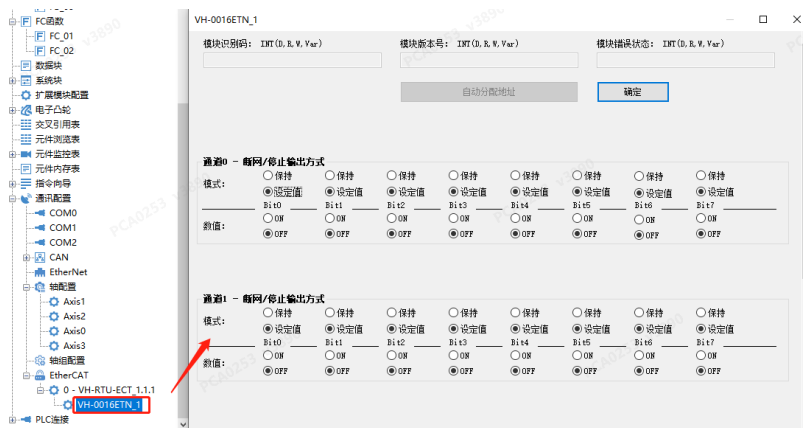 FC函数
FC_01
FC_02
数据块
系统块
扩展模块配置
电子凸轮
交叉引用表
元件浏览表
元件监控表
元件内存表
指令向导
通讯配置
COM0
COM1
COM2
CAN
EtherNet
轴配置
Axis1
Axis2
Axis0
Axis3
轴组配置
EtherCAT
0 - VH-RTU-ECT_1.1.1
VH-0016ETN_1
PLC连接
VH-0016ETN_1
模块识别码： INT(D,R,W,Var) 模块版本号： INT(D,R,W,Var) 模块错误状态： INT(D,R,W,Var)
自动分配地址 确定
通道0 - 断网/停止输出方式
模式： 保持 保持 保持 保持 保持 保持 保持 保持
设定值 设定值 设定值 设定值 设定值 设定值 设定值 设定值
Bit0 Bit1 Bit2 Bit3 Bit4 Bit5 Bit6 Bit7
数值： ON ON ON ON ON ON ON ON
OFF OFF OFF OFF OFF OFF OFF OFF
通道1 - 断网/停止输出方式
模式： 保持 保持 保持 保持 保持 保持 保持 保持
设定值 设定值 设定值 设定值 设定值 设定值 设定值 设定值
Bit0 Bit1 Bit2 Bit3 Bit4 Bit5 Bit6 Bit7
数值： ON ON ON ON ON ON ON ON
OFF OFF OFF OFF OFF OFF OFF OFF
PCA0253 v3890